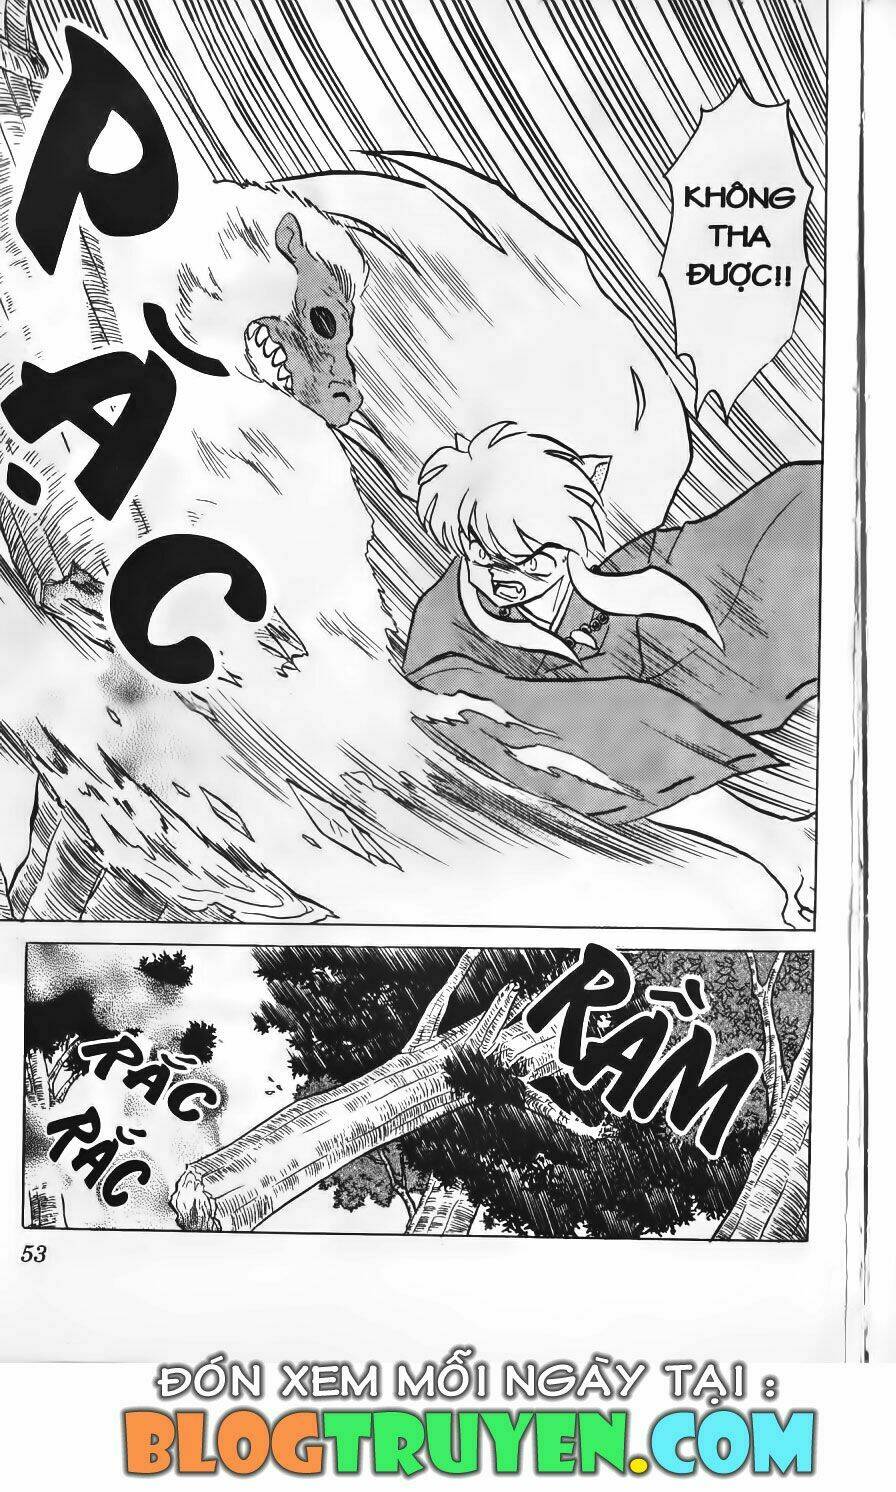 KHÔNG
THA
ĐƯỢC!!
RẮC
RẮC
RẮC
RẦM
53
ĐÓN XEM MỖI NGÀY TẠI :
BLOGTRUYEN.COM